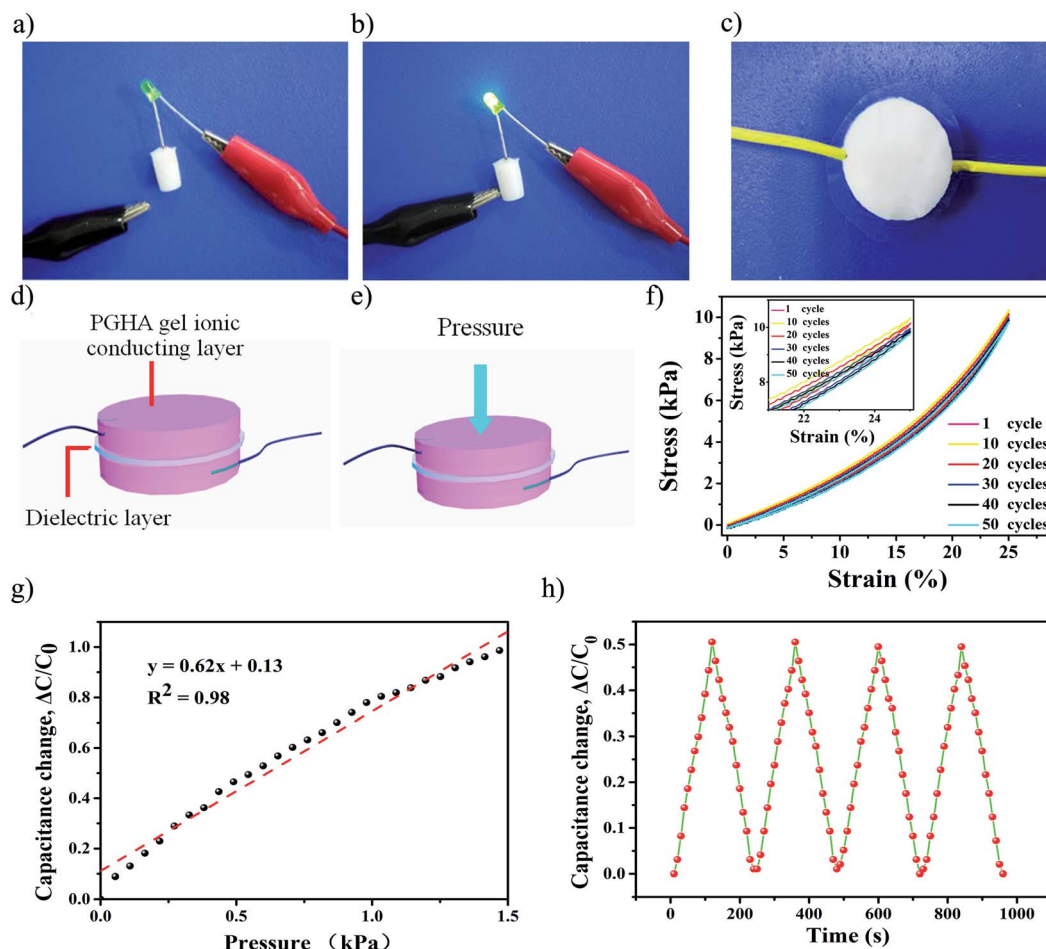 a)
b)
c)
d)
PGHA gel ionic
conducting layer
Dielectric layer
e)
Pressure
f)
Stress (kPa)
10
8
6
4
2
0
0
5
10
15
20
25
Strain (%)
1 cycle
10 cycles
20 cycles
30 cycles
40 cycles
50 cycles
Stress (kPa)
10
8
22
24
Strain (%)
1 cycle
10 cycles
20 cycles
30 cycles
40 cycles
50 cycles
g)
Capacitance change, ΔC/C0
1.0
0.8
0.6
0.4
0.2
0.0
y = 0.62x + 0.13
R2 = 0.98
0.0
0.5
1.0
1.5
Pressure (kPa)
h)
Capacitance change, ΔC/C0
0.5
0.4
0.3
0.2
0.1
0.0
0
200
400
600
800
1000
Time (s)